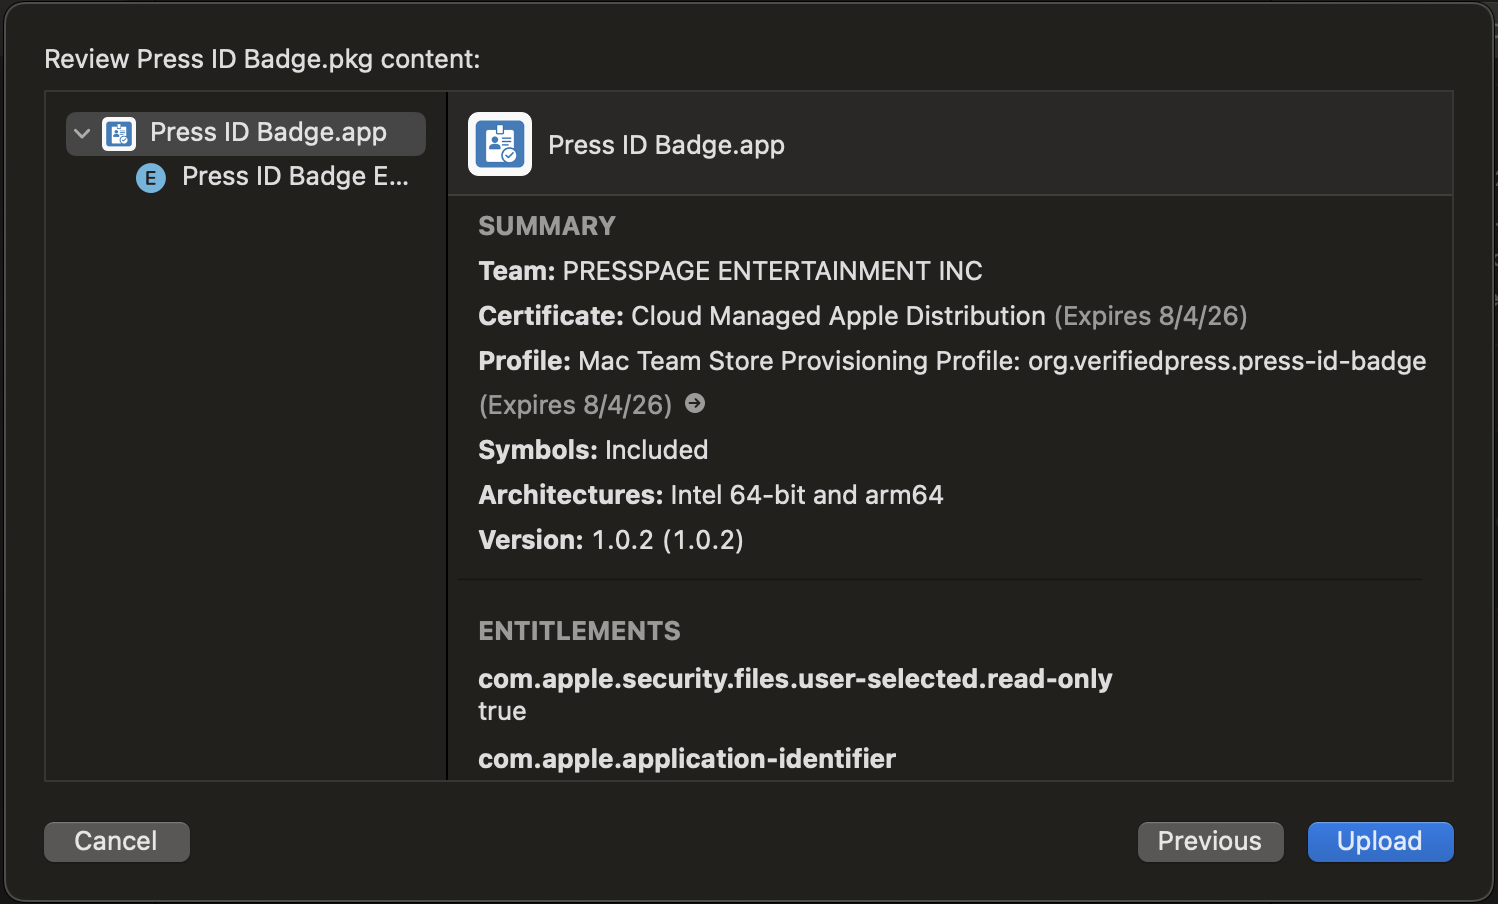 Review Press ID Badge.pkg content:
Press ID Badge.app
E Press ID Badge E...
Press ID Badge.app
SUMMARY
Team: PRESSPAGE ENTERTAINMENT INC
Certificate: Cloud Managed Apple Distribution (Expires 8/4/26)
Profile: Mac Team Store Provisioning Profile: org.verifiedpress.press-id-badge
(Expires 8/4/26)
Symbols: Included
Architectures: Intel 64-bit and arm64
Version: 1.0.2 (1.0.2)
ENTITLEMENTS
com.apple.security.files.user-selected.read-only
true
com.apple.application-identifier
Cancel
Previous
Upload